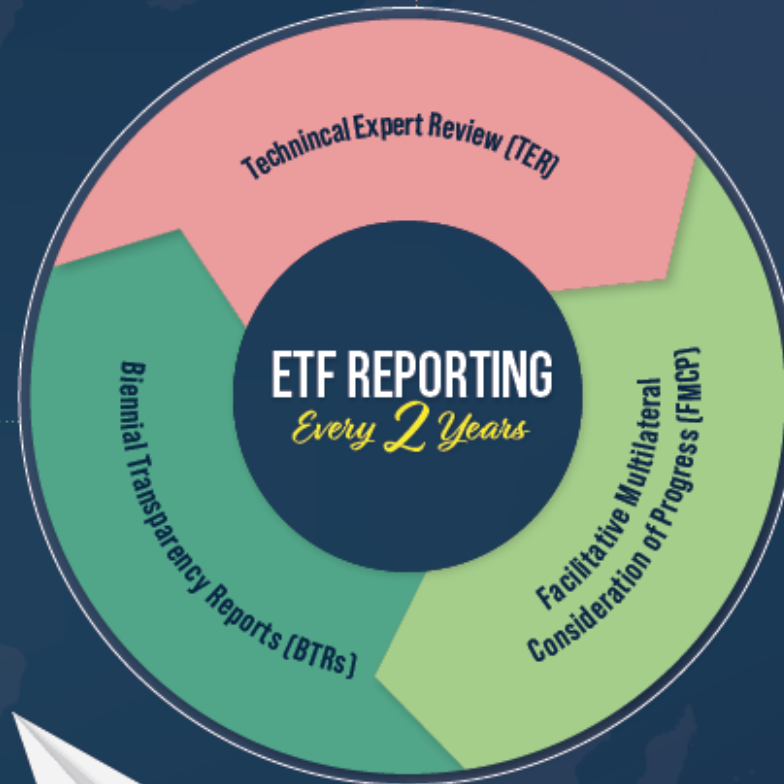 Technincal Expert Review (TER)
ETF REPORTING
Every 2 Years
Biennial Transparency Reports (BTRs)
Facilitative Multilateral
Consideration of Progress (FMCP)